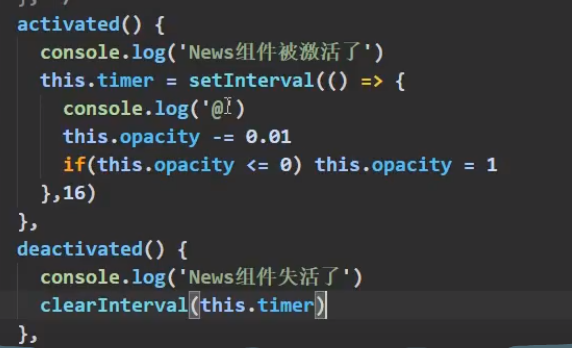 activated() {
console.log('News组件被激活了')
this.timer = setInterval(() => {
console.log('@')
this.opacity -= 0.01
if(this.opacity <= 0) this.opacity = 1
},16)
},
deactivated() {
console.log('News组件失活了')
clearInterval(this.timer)
},